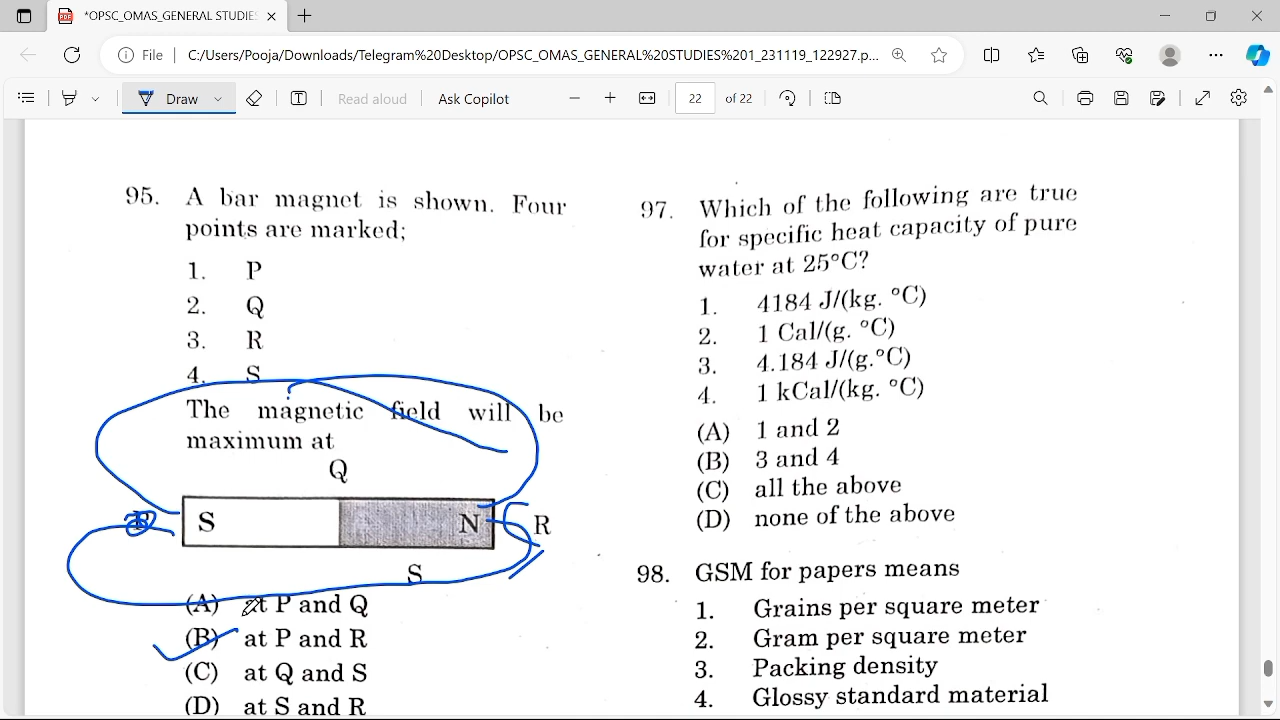 *OPSC_OMAS_GENERAL STUDIES
File
C:/Users/Pooja/Downloads/Telegram%20Desktop/OPSC_OMAS_GENERAL%20STUDIES%201_231119_122927.p...
Draw
Read aloud
Ask Copilot
22
of 22
95. A bar magnet is shown. Four
points are marked;
1. P
2. Q
3. R
4. S
The magnetic field will be
maximum at
Q
P S N R
S
(A) at P and Q
(B) at P and R
(C) at Q and S
(D) at S and R
97. Which of the following are true
for specific heat capacity of pure
water at 25°C?
1. 4184 J/(kg. °C)
2. 1 Cal/(g. °C)
3. 4.184 J/(g.°C)
4. 1 kCal/(kg. °C)
(A) 1 and 2
(B) 3 and 4
(C) all the above
(D) none of the above
98. GSM for papers means
1. Grains per square meter
2. Gram per square meter
3. Packing density
4. Glossy standard material